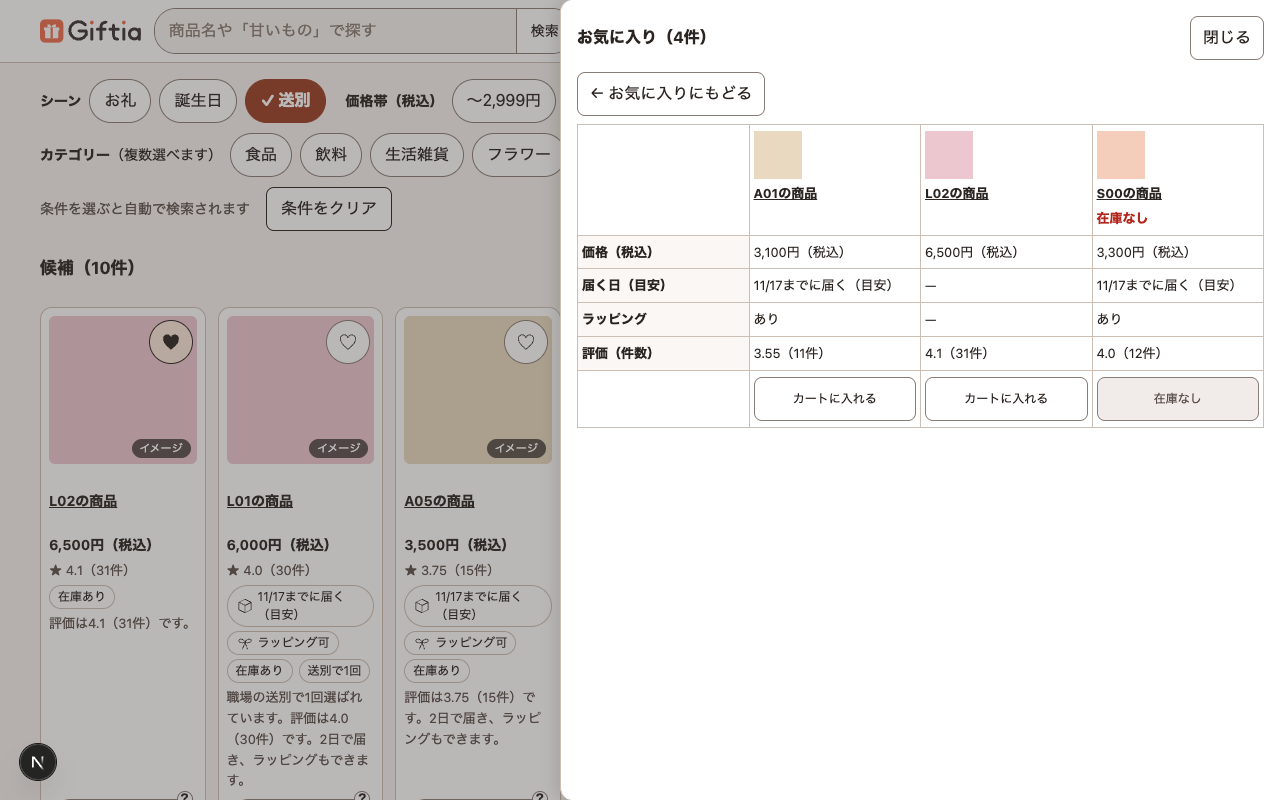 Giftia
商品名や「甘いもの」で探す
検索
シーン
お礼
誕生日
送別
価格帯（税込）
〜2,999円
カテゴリー（複数選べます）
食品
飲料
生活雑貨
フラワー
条件を選ぶと自動で検索されます
条件をクリア
候補（10件）
イメージ
L02の商品
6,500円（税込）
★ 4.1（31件）
在庫あり
評価は4.1（31件）です。
イメージ
L01の商品
6,000円（税込）
★ 4.0（30件）
11/17までに届く
（目安）
ラッピング可
在庫あり
送別で1回
職場の送別で1回選ばれ
ています。評価は4.0
（30件）です。2日で届
き、ラッピングもできま
す。
イメージ
A05の商品
3,500円（税込）
★ 3.75（15件）
11/17までに届く
（目安）
ラッピング可
在庫あり
評価は3.75（15件）で
す。2日で届き、ラッピ
ングもできます。
?
?
?
N
お気に入り（4件）
閉じる
← お気に入りにもどる
A01の商品
L02の商品
S00の商品
在庫なし
価格（税込）
3,100円（税込）
6,500円（税込）
3,300円（税込）
届く日（目安）
11/17までに届く（目安）
—
11/17までに届く（目安）
ラッピング
あり
—
あり
評価（件数）
3.55（11件）
4.1（31件）
4.0（12件）
カートに入れる
カートに入れる
在庫なし